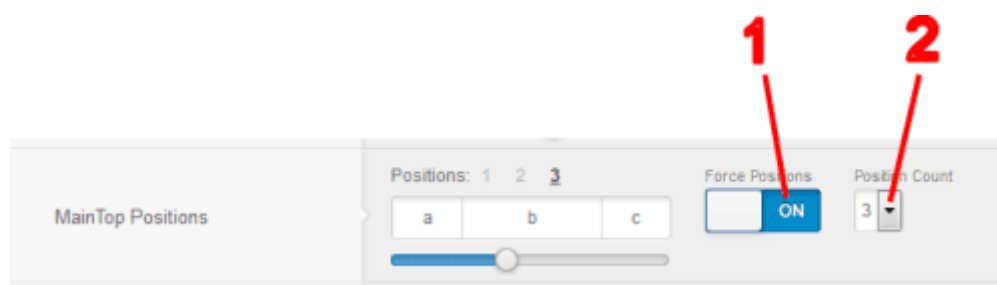 1 2
Positions: 1 2 3 Force Positions Position Count
MainTop Positions a b c ON 3